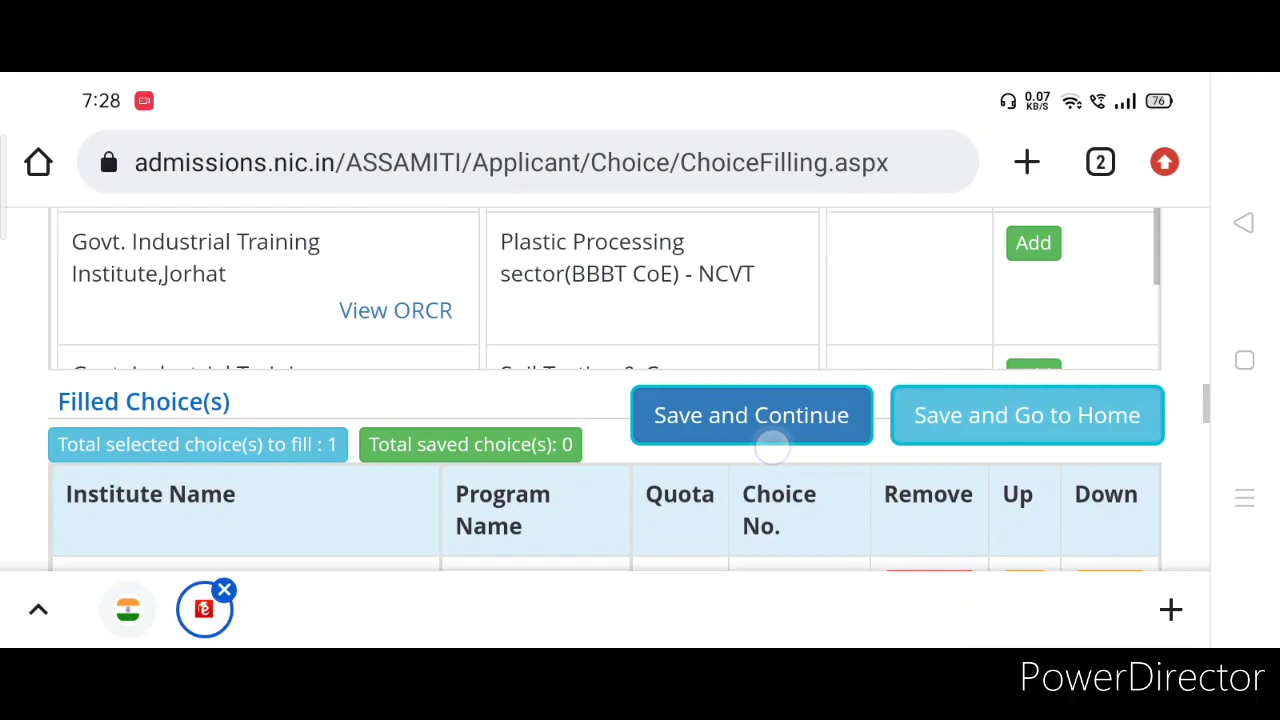 7:28
0.07
KB/S
76
admissions.nic.in/ASSAMITI/Applicant/Choice/ChoiceFilling.aspx
2
Govt. Industrial Training
Institute,Jorhat
View ORCR
Plastic Processing
sector(BBBT CoE) - NCVT
Add
Filled Choice(s)
Save and Continue
Save and Go to Home
Total selected choice(s) to fill : 1
Total saved choice(s): 0
Institute Name
Program
Name
Quota
Choice
No.
Remove
Up
Down
PowerDirector